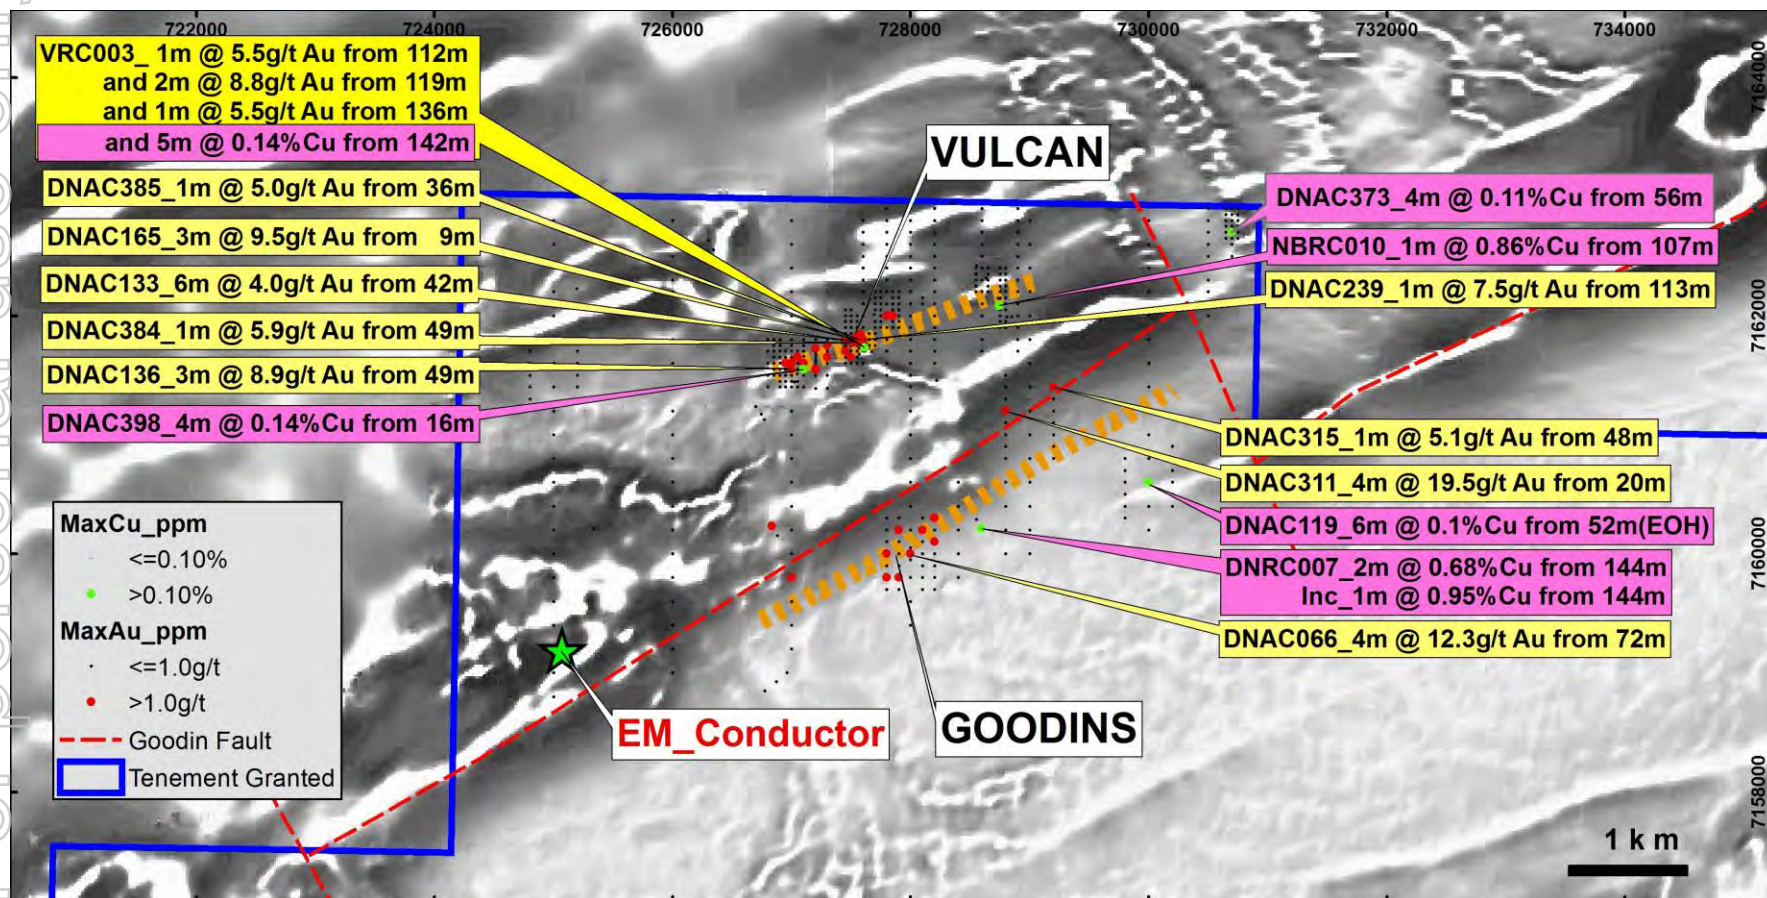 722000
724000
726000
728000
730000
732000
734000
7164000
7162000
7160000
7158000
VRC003_ 1m @ 5.5g/t Au from 112m
and 2m @ 8.8g/t Au from 119m
and 1m @ 5.5g/t Au from 136m
and 5m @ 0.14%Cu from 142m
DNAC385_1m @ 5.0g/t Au from 36m
DNAC165_3m @ 9.5g/t Au from 9m
DNAC133_6m @ 4.0g/t Au from 42m
DNAC384_1m @ 5.9g/t Au from 49m
DNAC136_3m @ 8.9g/t Au from 49m
DNAC398_4m @ 0.14%Cu from 16m
VULCAN
DNAC373_4m @ 0.11%Cu from 56m
NBRC010_1m @ 0.86%Cu from 107m
DNAC239_1m @ 7.5g/t Au from 113m
DNAC315_1m @ 5.1g/t Au from 48m
DNAC311_4m @ 19.5g/t Au from 20m
DNAC119_6m @ 0.1%Cu from 52m(EOH)
DNRC007_2m @ 0.68%Cu from 144m
Inc_1m @ 0.95%Cu from 144m
DNAC066_4m @ 12.3g/t Au from 72m
EM_Conductor
GOODINS
MaxCu_ppm
<=0.10%
>0.10%
MaxAu_ppm
<=1.0g/t
>1.0g/t
Goodin Fault
Tenement Granted
1 k m